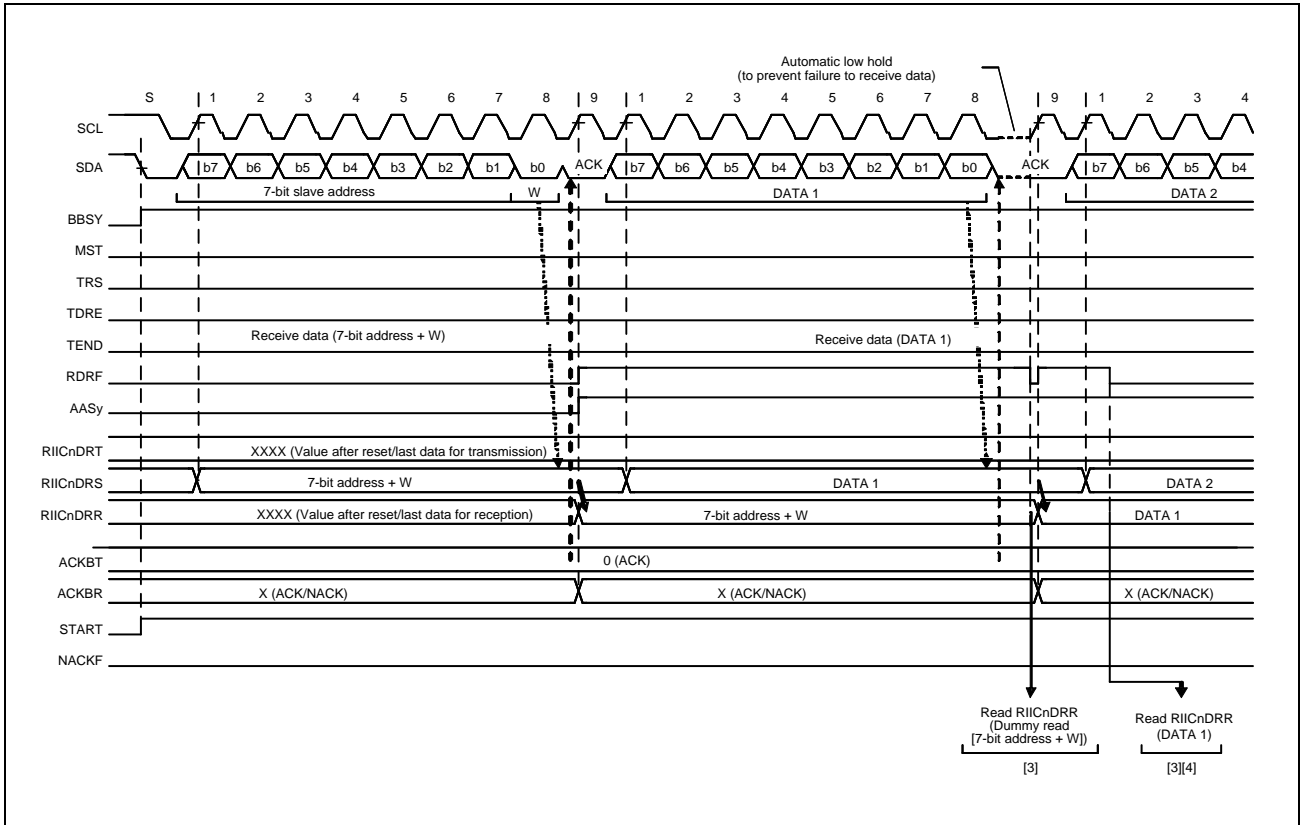 Automatic low hold
(to prevent failure to receive data)
S 1 2 3 4 5 6 7 8 9 1 2 3 4 5 6 7 8 9 1 2 3 4
SCL
SDA b7 b6 b5 b4 b3 b2 b1 b0 ACK b7 b6 b5 b4 b3 b2 b1 b0 ACK b7 b6 b5 b4
7-bit slave address W DATA 1 DATA 2
BBSY
MST
TRS
TDRE
Receive data (7-bit address + W) Receive data (DATA 1)
TEND
RDRF
AASy
RIICnDRT XXXX (Value after reset/last data for transmission)
RIICnDRS 7-bit address + W DATA 1 DATA 2
RIICnDRR XXXX (Value after reset/last data for reception) 7-bit address + W DATA 1
ACKBT 0 (ACK)
ACKBR X (ACK/NACK) X (ACK/NACK) X (ACK/NACK)
START
NACKF
Read RIICnDRR
(Dummy read
[7-bit address + W])
[3]
Read RIICnDRR
(DATA 1)
[3][4]